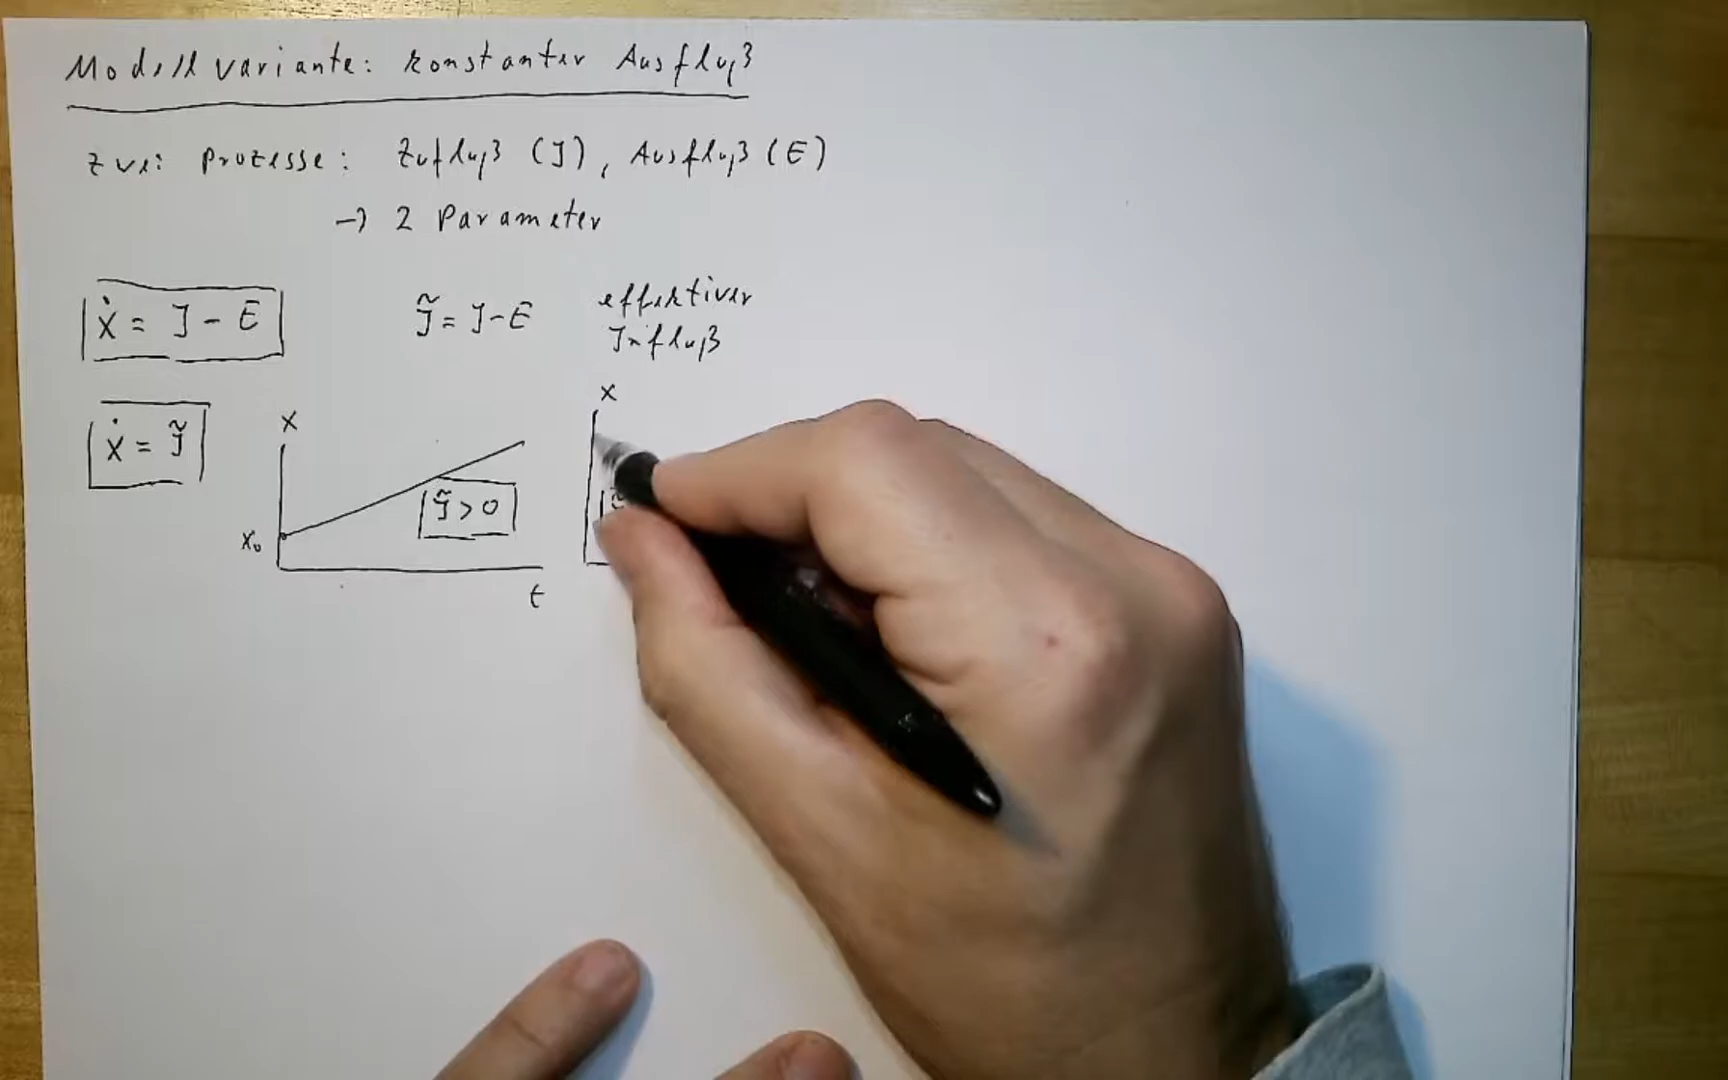 Modellvariante: konstanter Ausfluß
zwei Prozesse: Zufluß (J), Ausfluß (E)
→ 2 Parameter
ẋ = J - E
J̃ = J - E
effektiver
Influß
ẋ = J̃
x
J̃ > 0
x₀
t
x